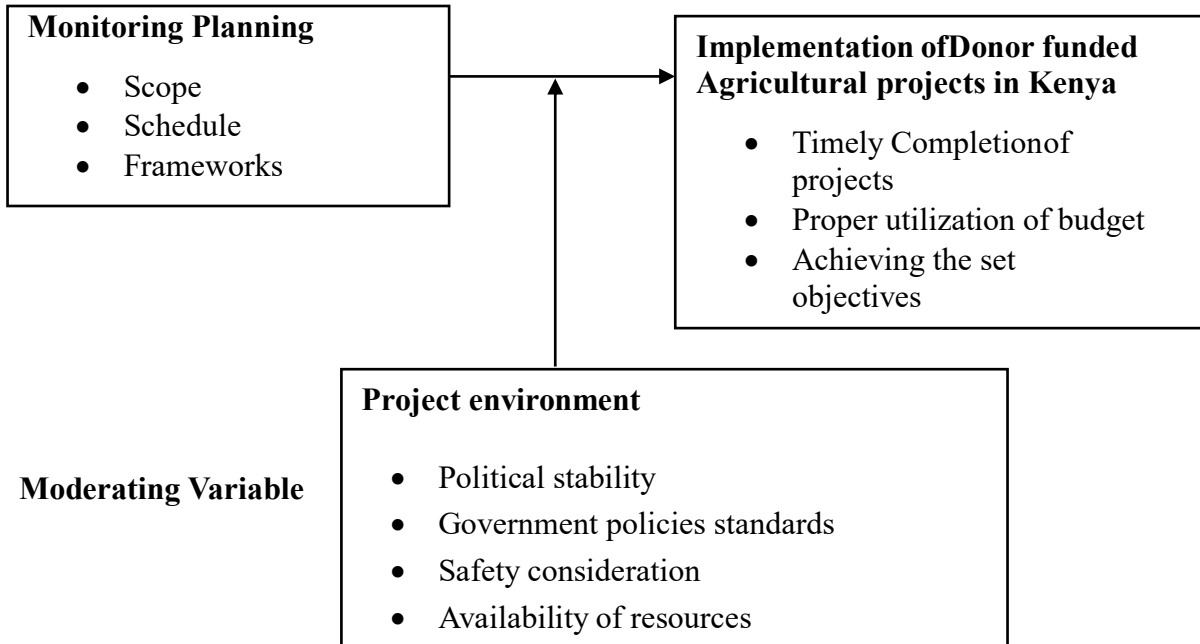 Monitoring Planning
• Scope
• Schedule
• Frameworks
Implementation ofDonor funded
Agricultural projects in Kenya
• Timely Completionof
projects
• Proper utilization of budget
• Achieving the set
objectives
Project environment
Moderating Variable
• Political stability
• Government policies standards
• Safety consideration
• Availability of resources